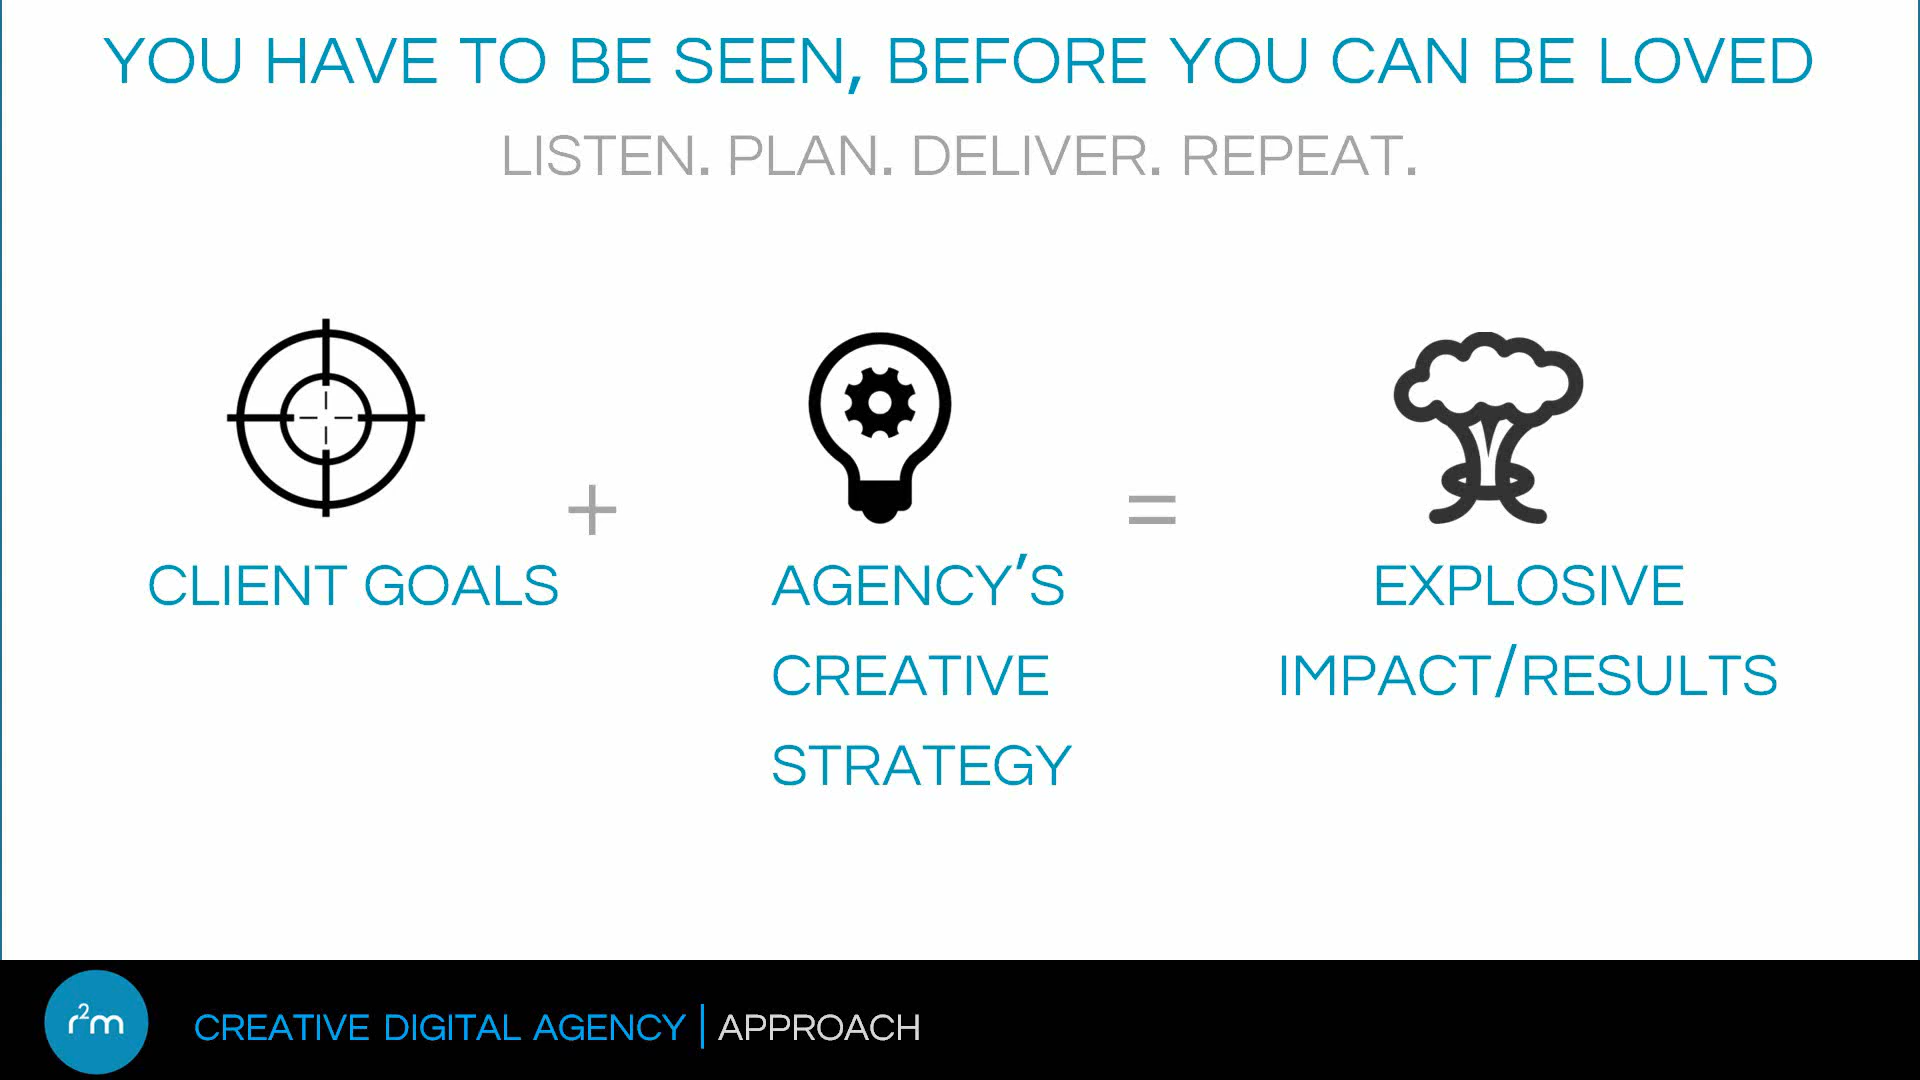 YOU HAVE TO BE SEEN, BEFORE YOU CAN BE LOVED
LISTEN. PLAN. DELIVER. REPEAT.
+
=
CLIENT GOALS
AGENCY’S
CREATIVE
STRATEGY
EXPLOSIVE
IMPACT/RESULTS
r²m
CREATIVE DIGITAL AGENCY | APPROACH